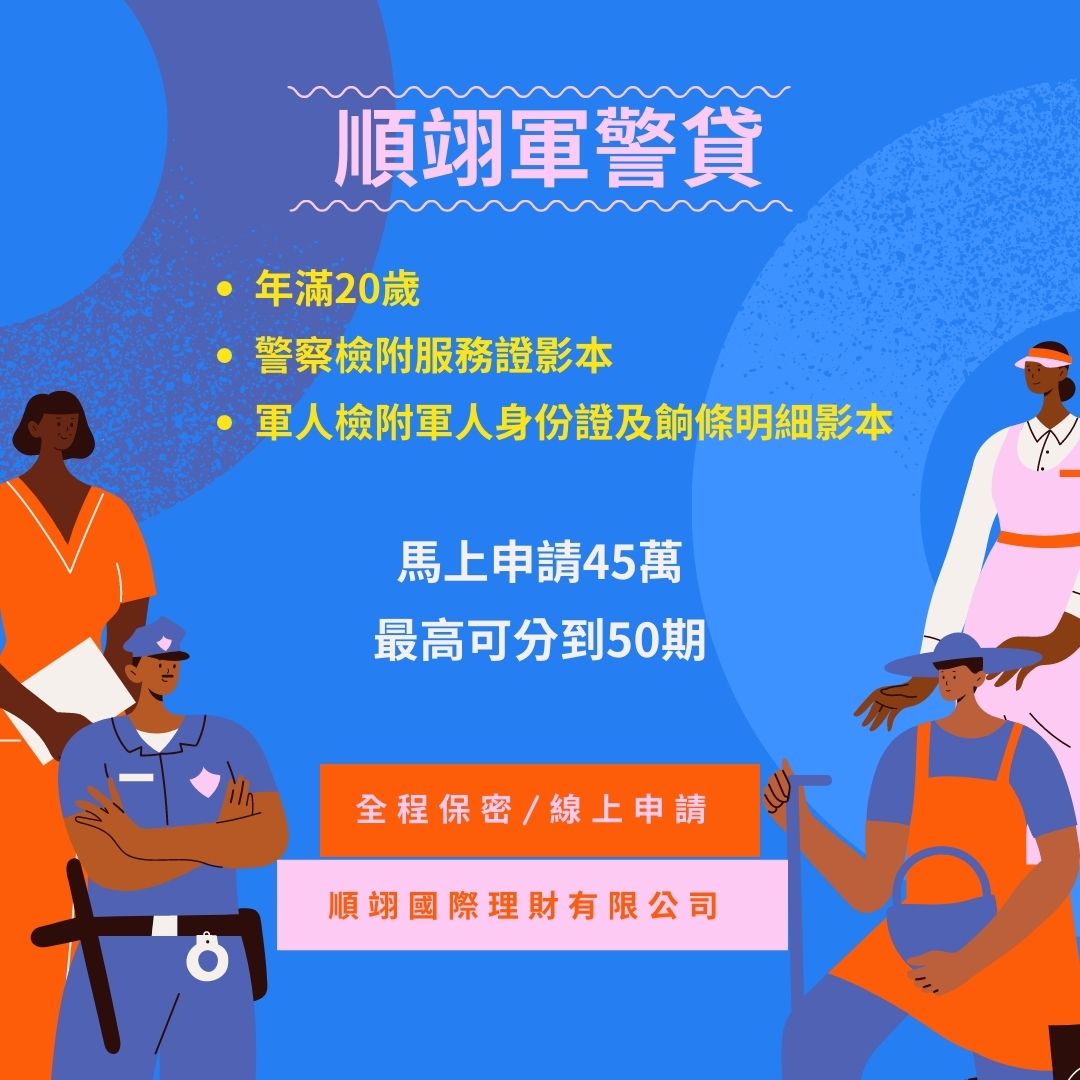 順翊軍警貸
年滿20歲
警察檢附服務證影本
軍人檢附軍人身份證及餉條明細影本
馬上申請45萬
最高可分到50期
全程保密/線上申請
順翊國際理財有限公司